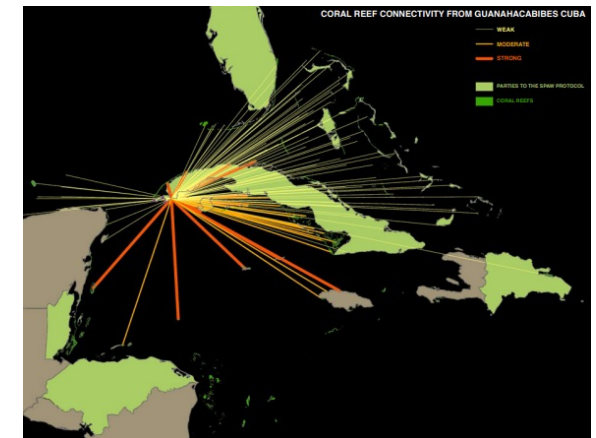 CORAL REEF CONNECTIVITY FROM GUANAHACABIBES CUBA
WEAK
MODERATE
STRONG
PARTIES TO THE SPAW PROTOCOL
CORAL REEFS